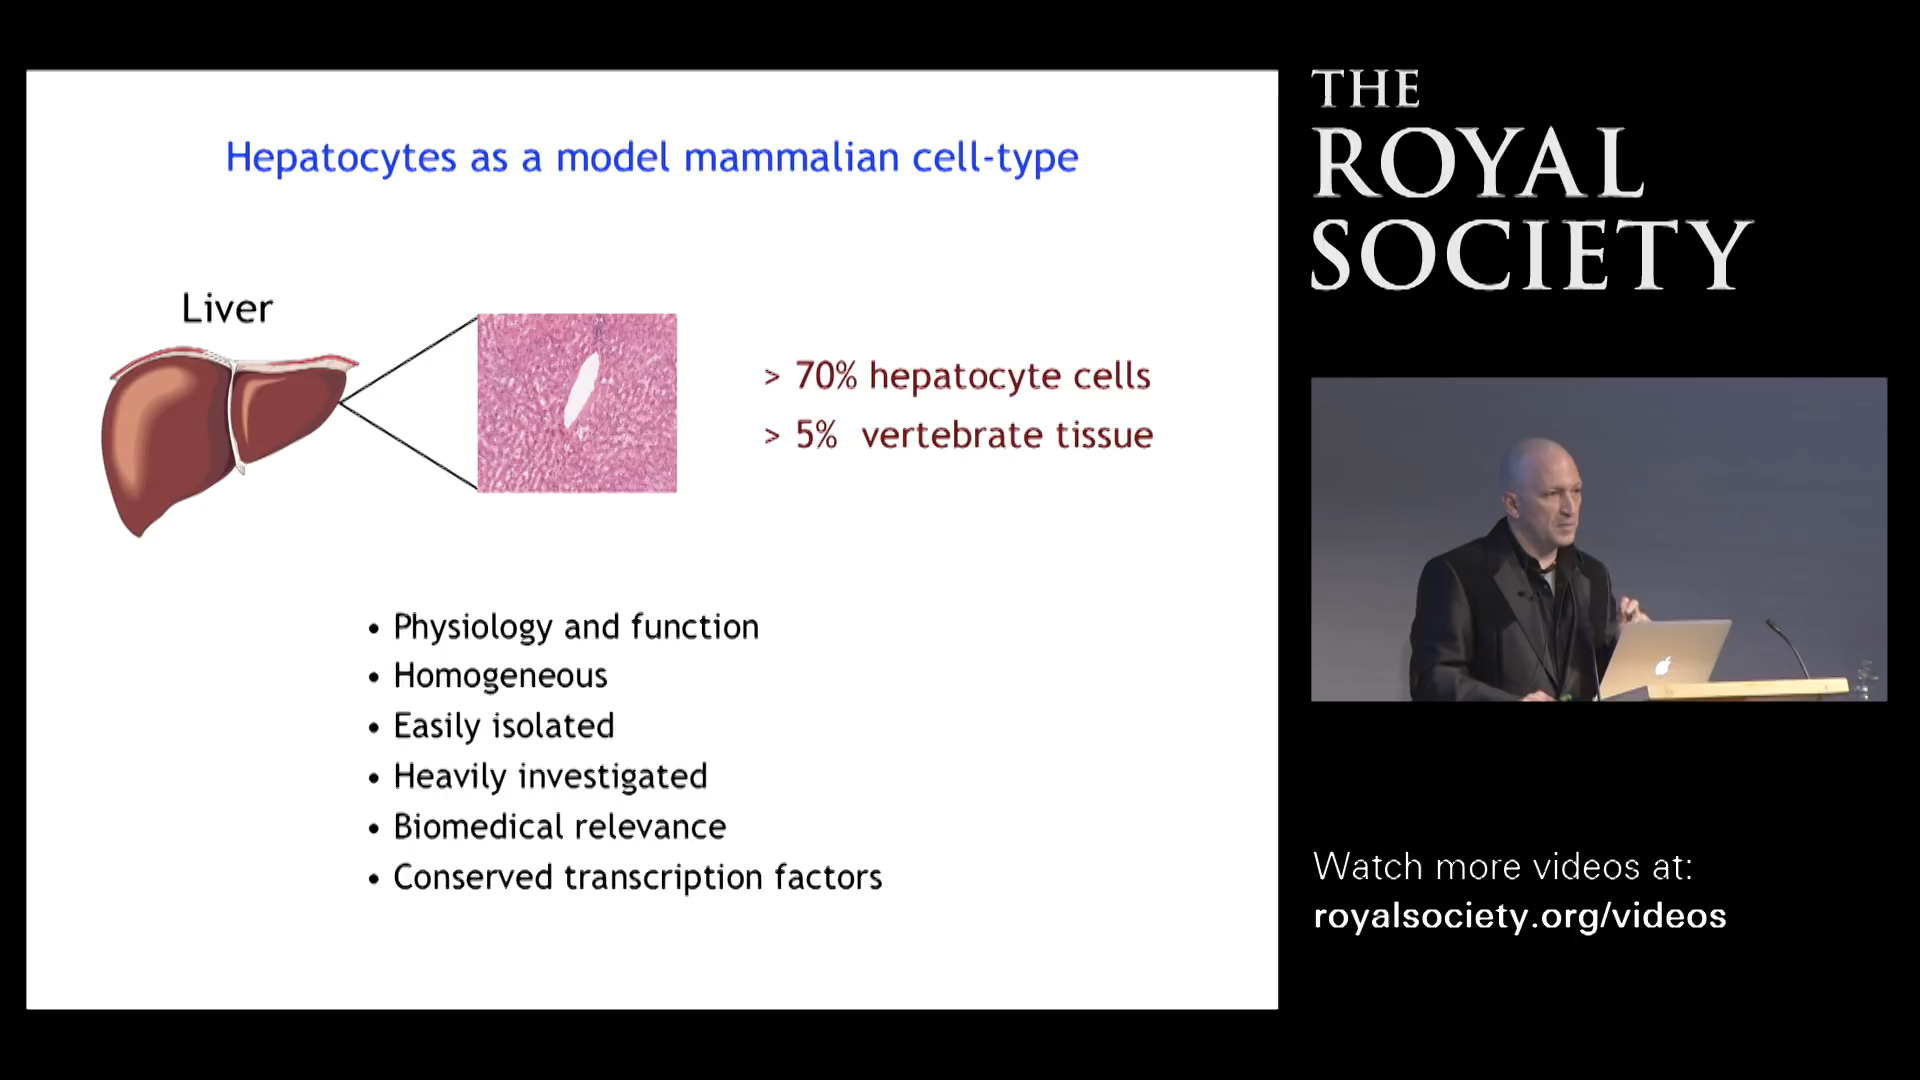 Hepatocytes as a model mammalian cell-type
Liver
> 70% hepatocyte cells
> 5% vertebrate tissue
• Physiology and function
• Homogeneous
• Easily isolated
• Heavily investigated
• Biomedical relevance
• Conserved transcription factors
THE
ROYAL
SOCIETY
Watch more videos at:
royalsociety.org/videos